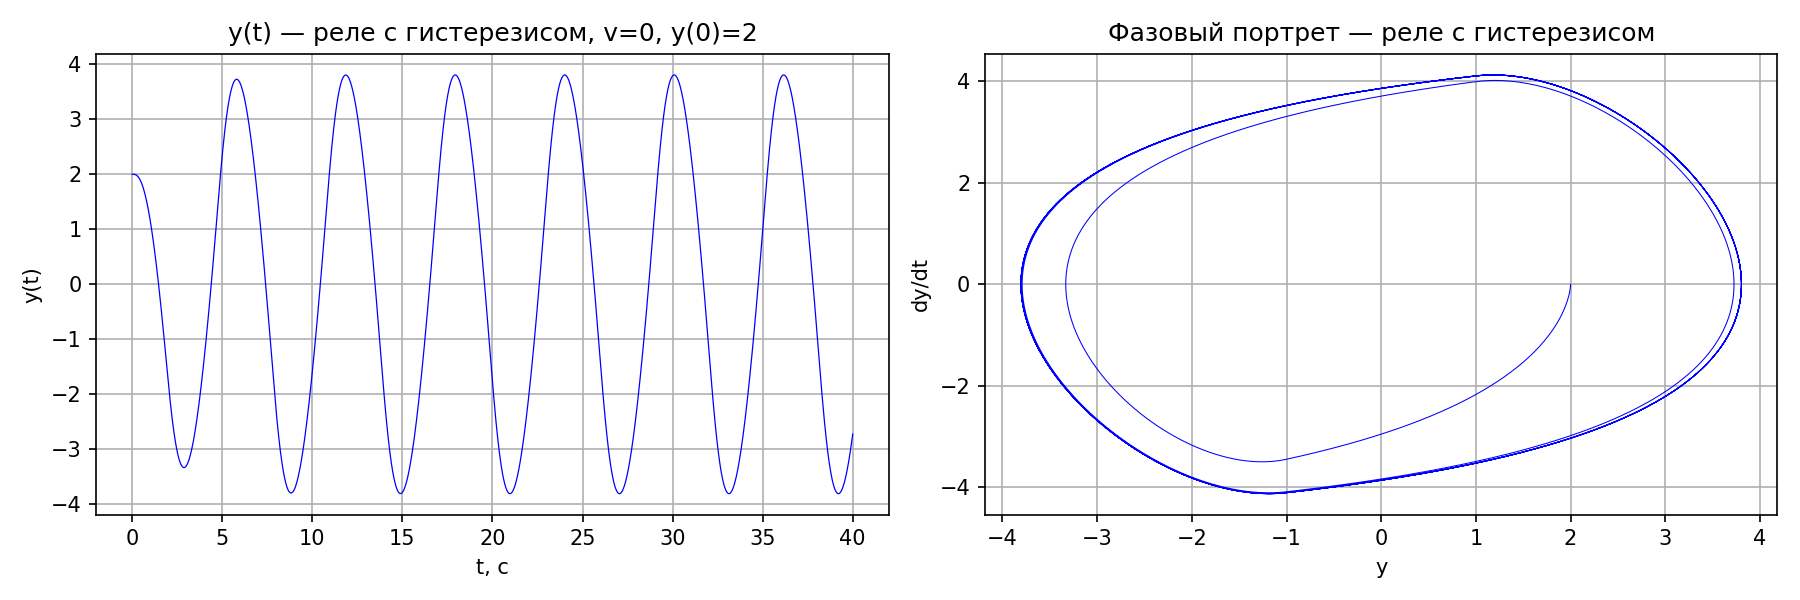 y(t) — реле с гистерезисом, v=0, y(0)=2
4
3
2
1
0
−1
−2
−3
−4
y(t)
0 5 10 15 20 25 30 35 40
t, с
Фазовый портрет — реле с гистерезисом
4
2
0
−2
−4
dy/dt
−4 −3 −2 −1 0 1 2 3 4
y